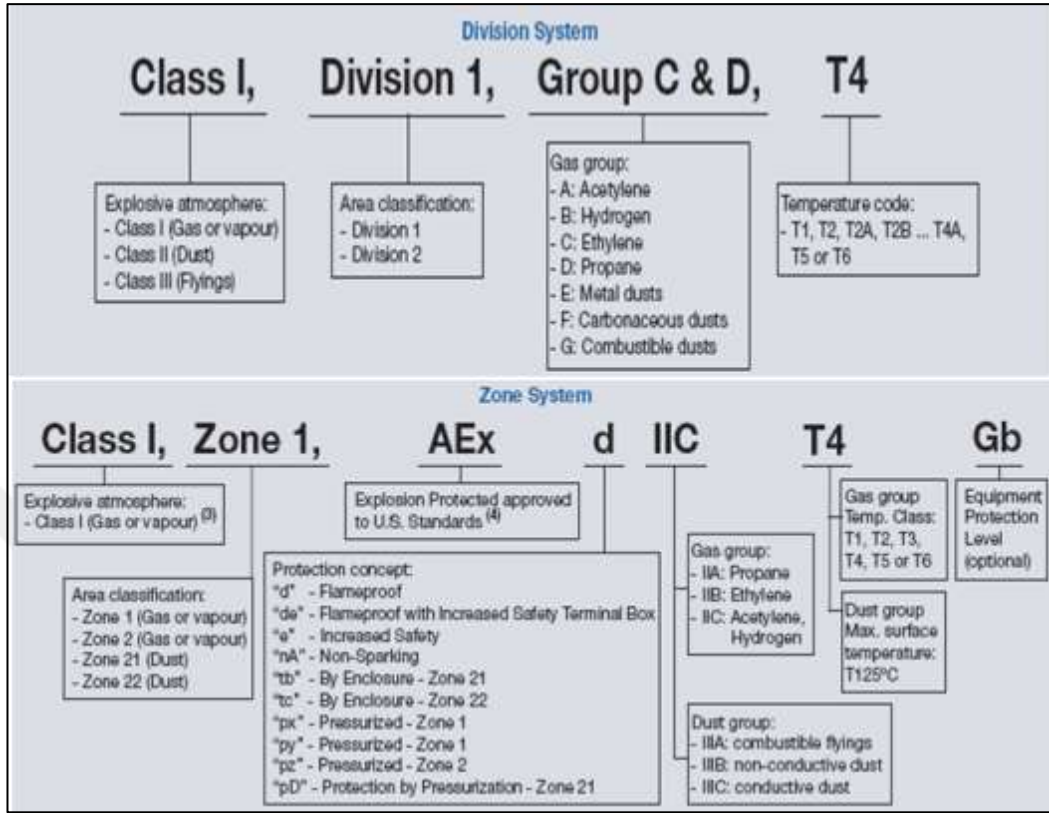 Division System
Class I, Division 1, Group C & D, T4
Explosive atmosphere:
- Class I (Gas or vapour)
- Class II (Dust)
- Class III (Flyings)
Area classification:
- Division 1
- Division 2
Gas group:
- A: Acetylene
- B: Hydrogen
- C: Ethylene
- D: Propane
- E: Metal dusts
- F: Carbonaceous dusts
- G: Combustible dusts
Temperature code:
- T1, T2, T2A, T2B ... T4A,
T5 or T6
Zone System
Class I, Zone 1, AEx d IIC T4 Gb
Explosive atmosphere:
- Class I (Gas or vapour) (3)
Area classification:
- Zone 1 (Gas or vapour)
- Zone 2 (Gas or vapour)
- Zone 21 (Dust)
- Zone 22 (Dust)
Explosion Protected approved
to U.S. Standards (4)
Protection concept:
"d" - Flameproof
"de" - Flameproof with Increased Safety Terminal Box
"e" - Increased Safety
"nA" - Non-Sparking
"tb" - By Enclosure - Zone 21
"tc" - By Enclosure - Zone 22
"px" - Pressurized - Zone 1
"py" - Pressurized - Zone 1
"pz" - Pressurized - Zone 2
"pD" - Protection by Pressurization - Zone 21
Gas group:
- IIA: Propane
- IIB: Ethylene
- IIC: Acetylene,
Hydrogen
Dust group:
- IIIA: combustible flyings
- IIIB: non-conductive dust
- IIIC: conductive dust
Gas group
Temp. Class:
T1, T2, T3,
T4, T5 or T6
Dust group
Max. surface
temperature:
T125ºC
Equipment
Protection
Level
(optional)